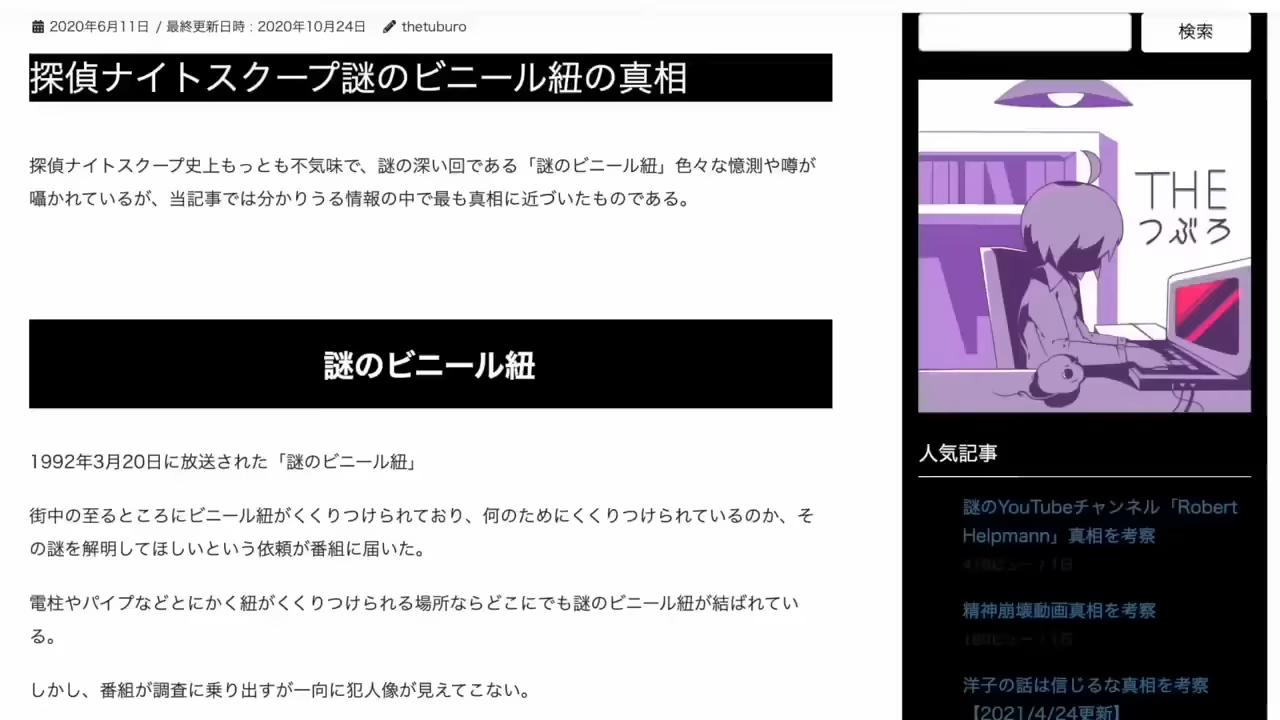 2020年6月11日 / 最終更新日時 : 2020年10月24日 thetuburo
探偵ナイトスクープ謎のビニール紐の真相
探偵ナイトスクープ史上もっとも不気味で、謎の深い回である「謎のビニール紐」色々な憶測や噂が
囁かれているが、当記事では分かりうる情報の中で最も真相に近づいたものである。
謎のビニール紐
1992年3月20日に放送された「謎のビニール紐」
街中の至るところにビニール紐がくくりつけられており、何のためにくくりつけられているのか、そ
の謎を解明してほしいという依頼が番組に届いた。
電柱やパイプなどとにかく紐がくくりつけられる場所ならどこにでも謎のビニール紐が結ばれてい
る。
しかし、番組が調査に乗り出すが一向に犯人像が見えてこない。
検索
THE
つぶろ
人気記事
謎のYouTubeチャンネル「Robert
Helpmann」真相を考察
精神崩壊動画真相を考察
洋子の話は信じるな真相を考察
【2021/4/24更新】